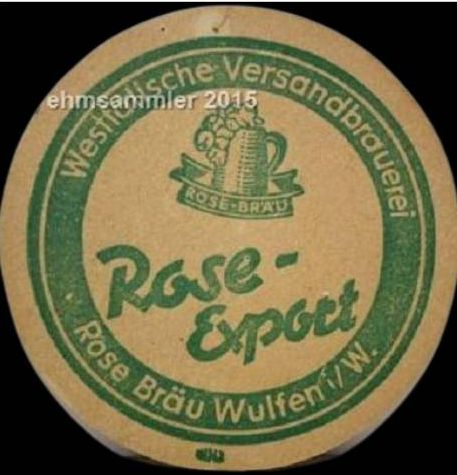 Westfälische-Versandbrauerei
ehmsammler 2015
ROSE-BRÄU
Rose-
Export
Rose Bräu Wulfen i/W.